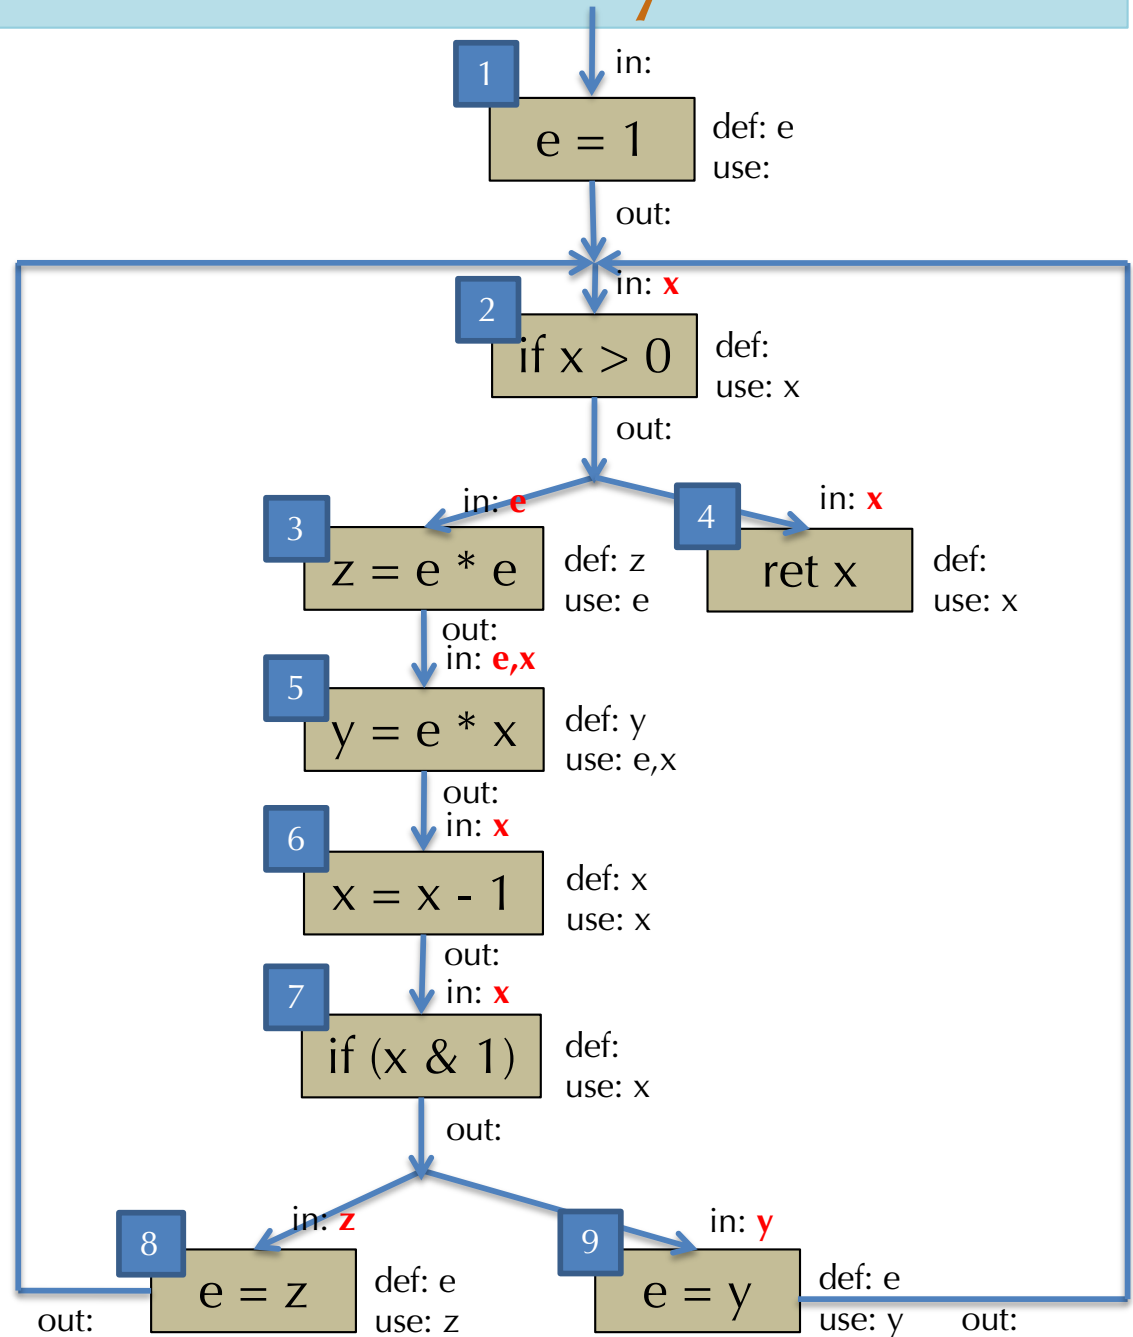 1
in:
e = 1
def: e
use:
out:
in: x
2
if x > 0
def:
use: x
out:
in: e
3
z = e * e
def: z
use: e
out:
in: x
4
ret x
def:
use: x
in: e,x
5
y = e * x
def: y
use: e,x
out:
in: x
6
x = x - 1
def: x
use: x
out:
in: x
7
if (x & 1)
def:
use: x
out:
in: z
8
e = z
def: e
use: z
out:
in: y
9
e = y
def: e
use: y
out: